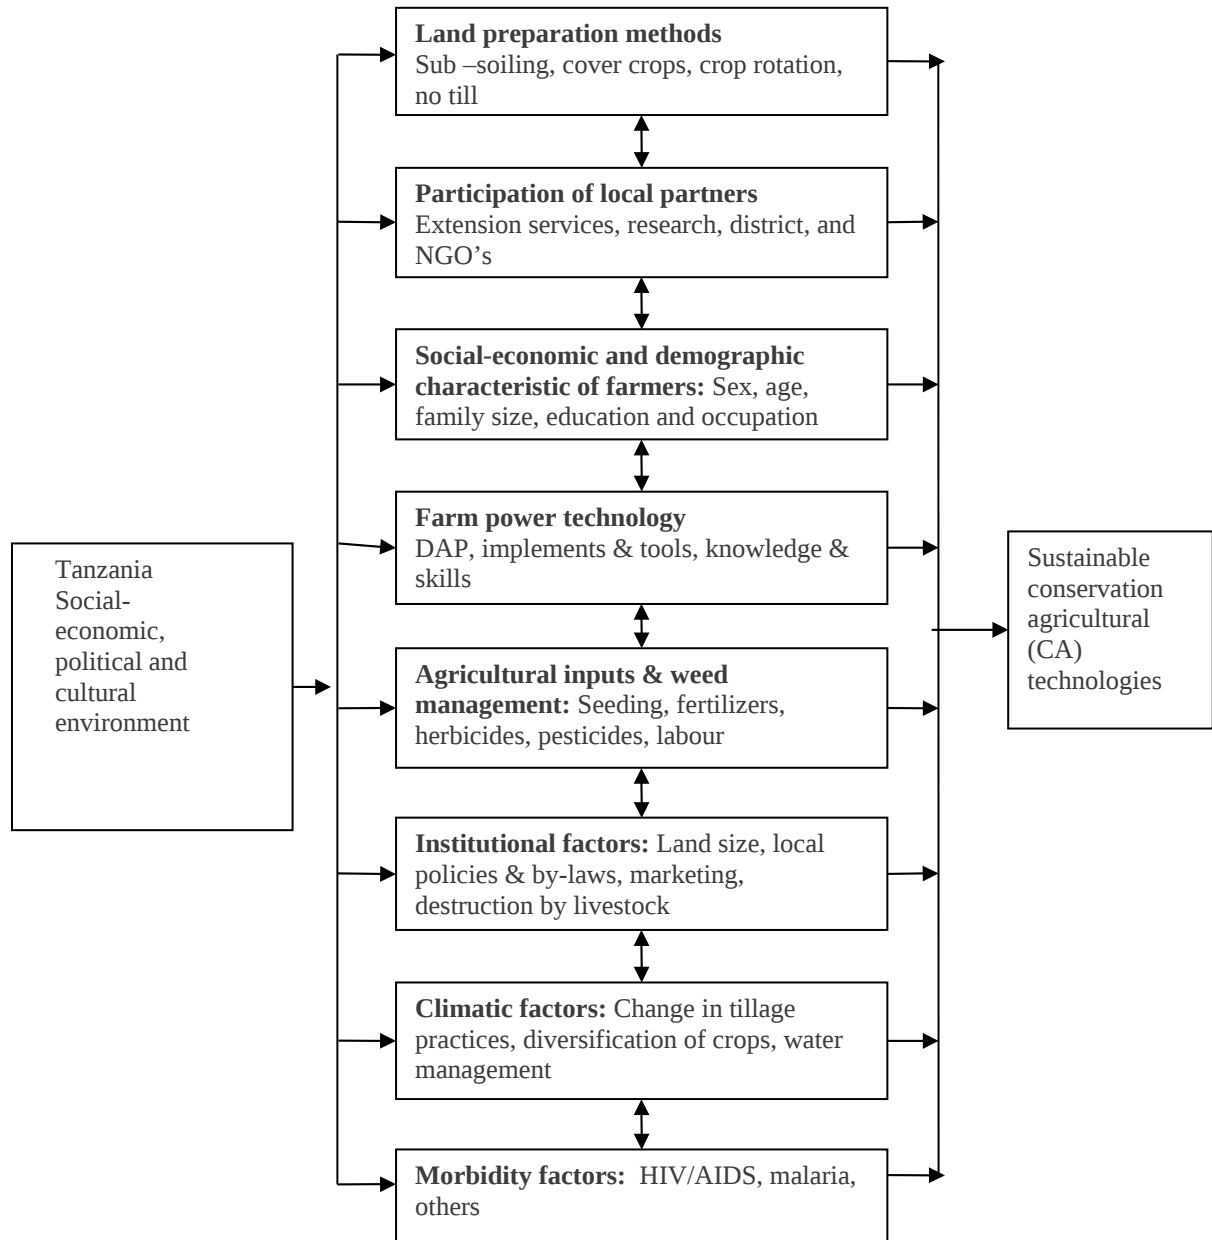 Land preparation methods
Sub –soiling, cover crops, crop rotation,
no till
Participation of local partners
Extension services, research, district, and
NGO’s
Social-economic and demographic
characteristic of farmers: Sex, age,
family size, education and occupation
Farm power technology
DAP, implements & tools, knowledge &
skills
Tanzania
Social-
economic,
political and
cultural
environment
Sustainable
conservation
agricultural
(CA)
technologies
Agricultural inputs & weed
management: Seeding, fertilizers,
herbicides, pesticides, labour
Institutional factors: Land size, local
policies & by-laws, marketing,
destruction by livestock
Climatic factors: Change in tillage
practices, diversification of crops, water
management
Morbidity factors:  HIV/AIDS, malaria,
others